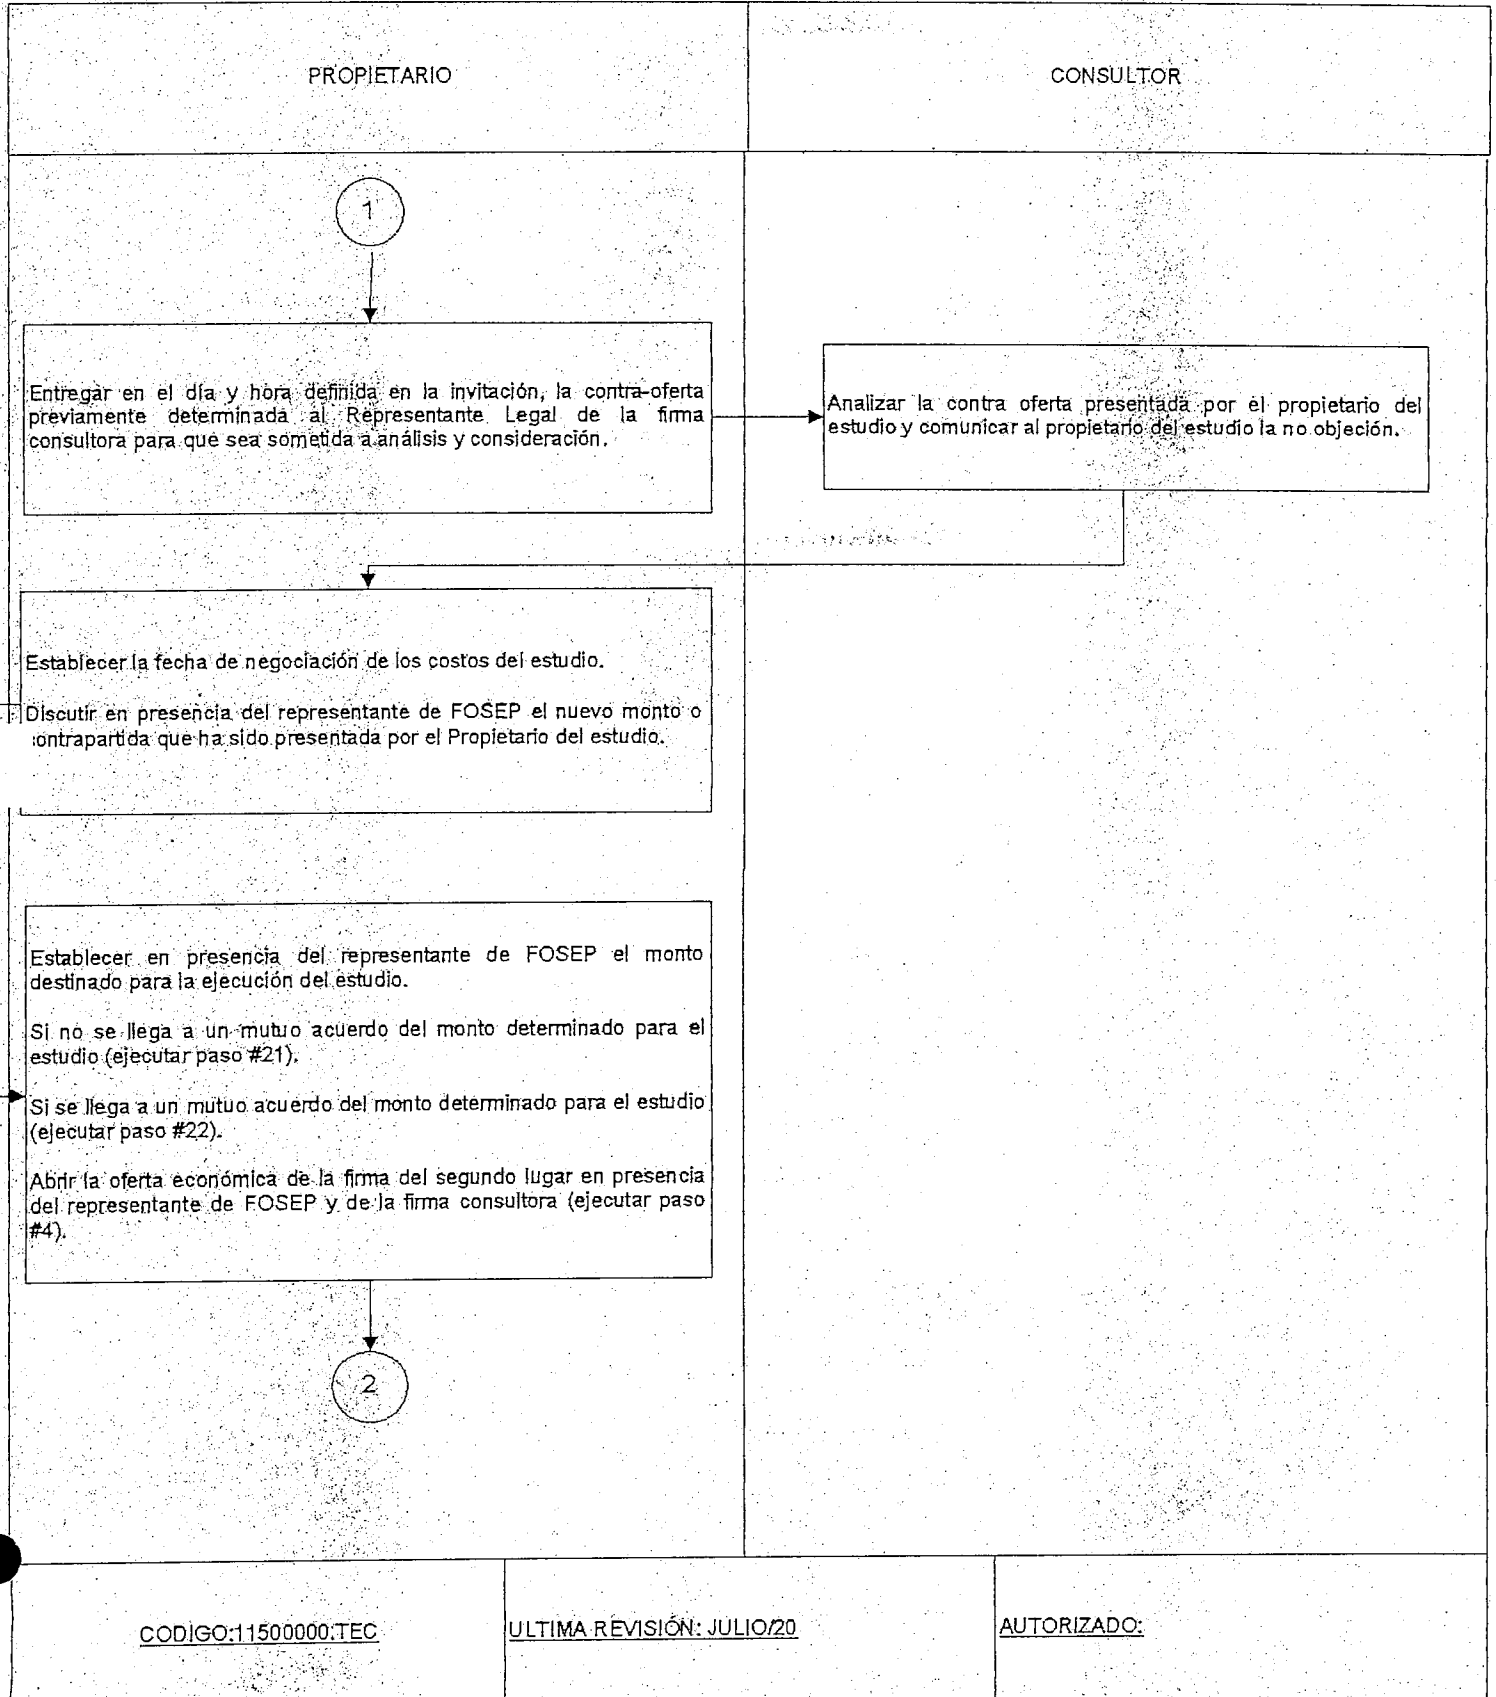 PROPIETARIO
CONSULTOR
1
Entregar en el día y hora definida en la invitación, la contra-oferta
previamente determinada al Representante Legal de la firma
consultora para que sea sometida a análisis y consideración.
Analizar la contra oferta presentada por el propietario del
estudio y comunicar al propietario del estudio la no objeción.
Establecer la fecha de negociación de los costos del estudio.
Discutir en presencia del representante de FOSEP el nuevo monto o
ontrapartida que ha sido presentada por el Propietario del estudio.
Establecer en presencia del representante de FOSEP el monto
destinado para la ejecución del estudio.
Si no se llega a un mutuo acuerdo del monto determinado para el
estudio (ejecutar paso #21).
Si se llega a un mutuo acuerdo del monto determinado para el estudio
(ejecutar paso #22).
Abrir la oferta económica de la firma del segundo lugar en presencia
del representante de FOSEP y de la firma consultora (ejecutar paso
#4).
2
CODIGO:11500000:TEC
ULTIMA REVISIÓN: JULIO/20
AUTORIZADO: